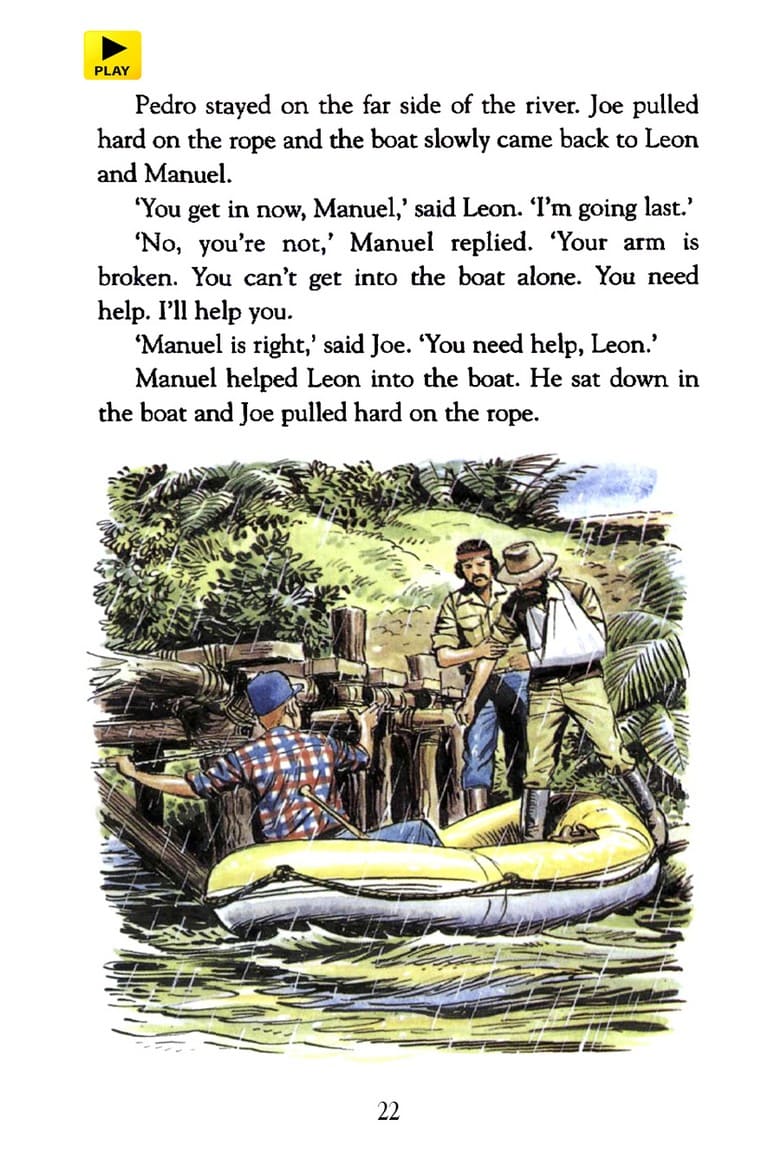 PLAY
Pedro stayed on the far side of the river. Joe pulled
hard on the rope and the boat slowly came back to Leon
and Manuel.
‘You get in now, Manuel,’ said Leon. ‘I’m going last.’
‘No, you’re not,’ Manuel replied. ‘Your arm is
broken. You can’t get into the boat alone. You need
help. I’ll help you.
‘Manuel is right,’ said Joe. ‘You need help, Leon.’
Manuel helped Leon into the boat. He sat down in
the boat and Joe pulled hard on the rope.
22